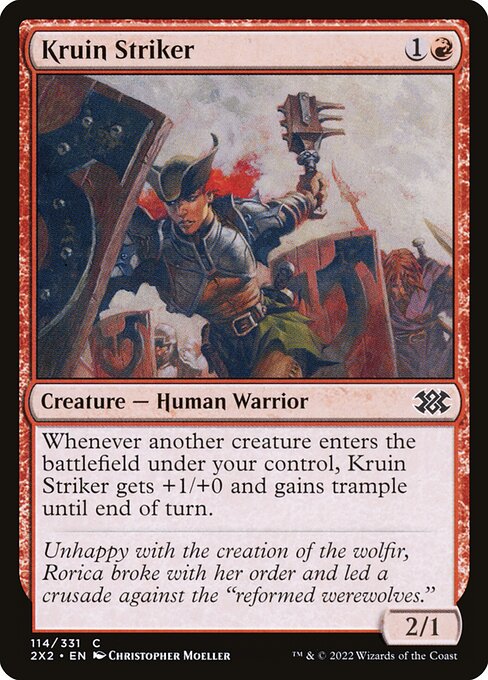 Kruin Striker 1
Creature — Human Warrior
Whenever another creature enters the
battlefield under your control, Kruin
Striker gets +1/+0 and gains trample
until end of turn.
Unhappy with the creation of the wolfir,
Rorica broke with her order and led a
crusade against the “reformed werewolves.”
2/1
114/331 C
2X2 • EN Christopher Moeller ™ & © 2022 Wizards of the Coast